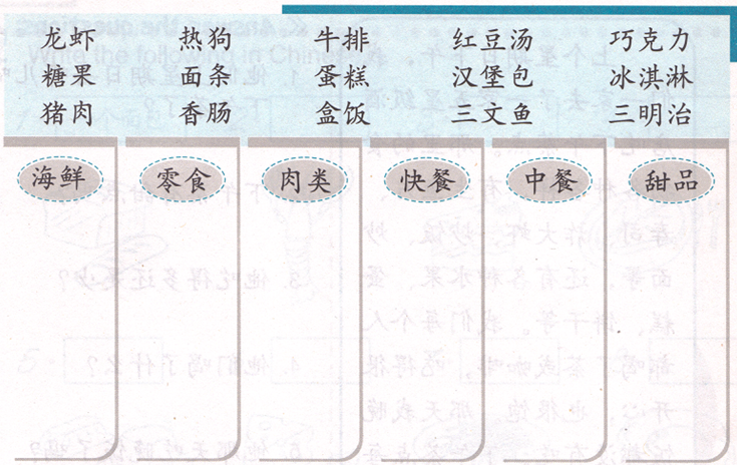 龙虾 热狗 牛排 红豆汤 巧克力
糖果 面条 蛋糕 汉堡包 冰淇淋
猪肉 香肠 盒饭 三文鱼 三明治
海鲜 零食 肉类 快餐 中餐 甜品